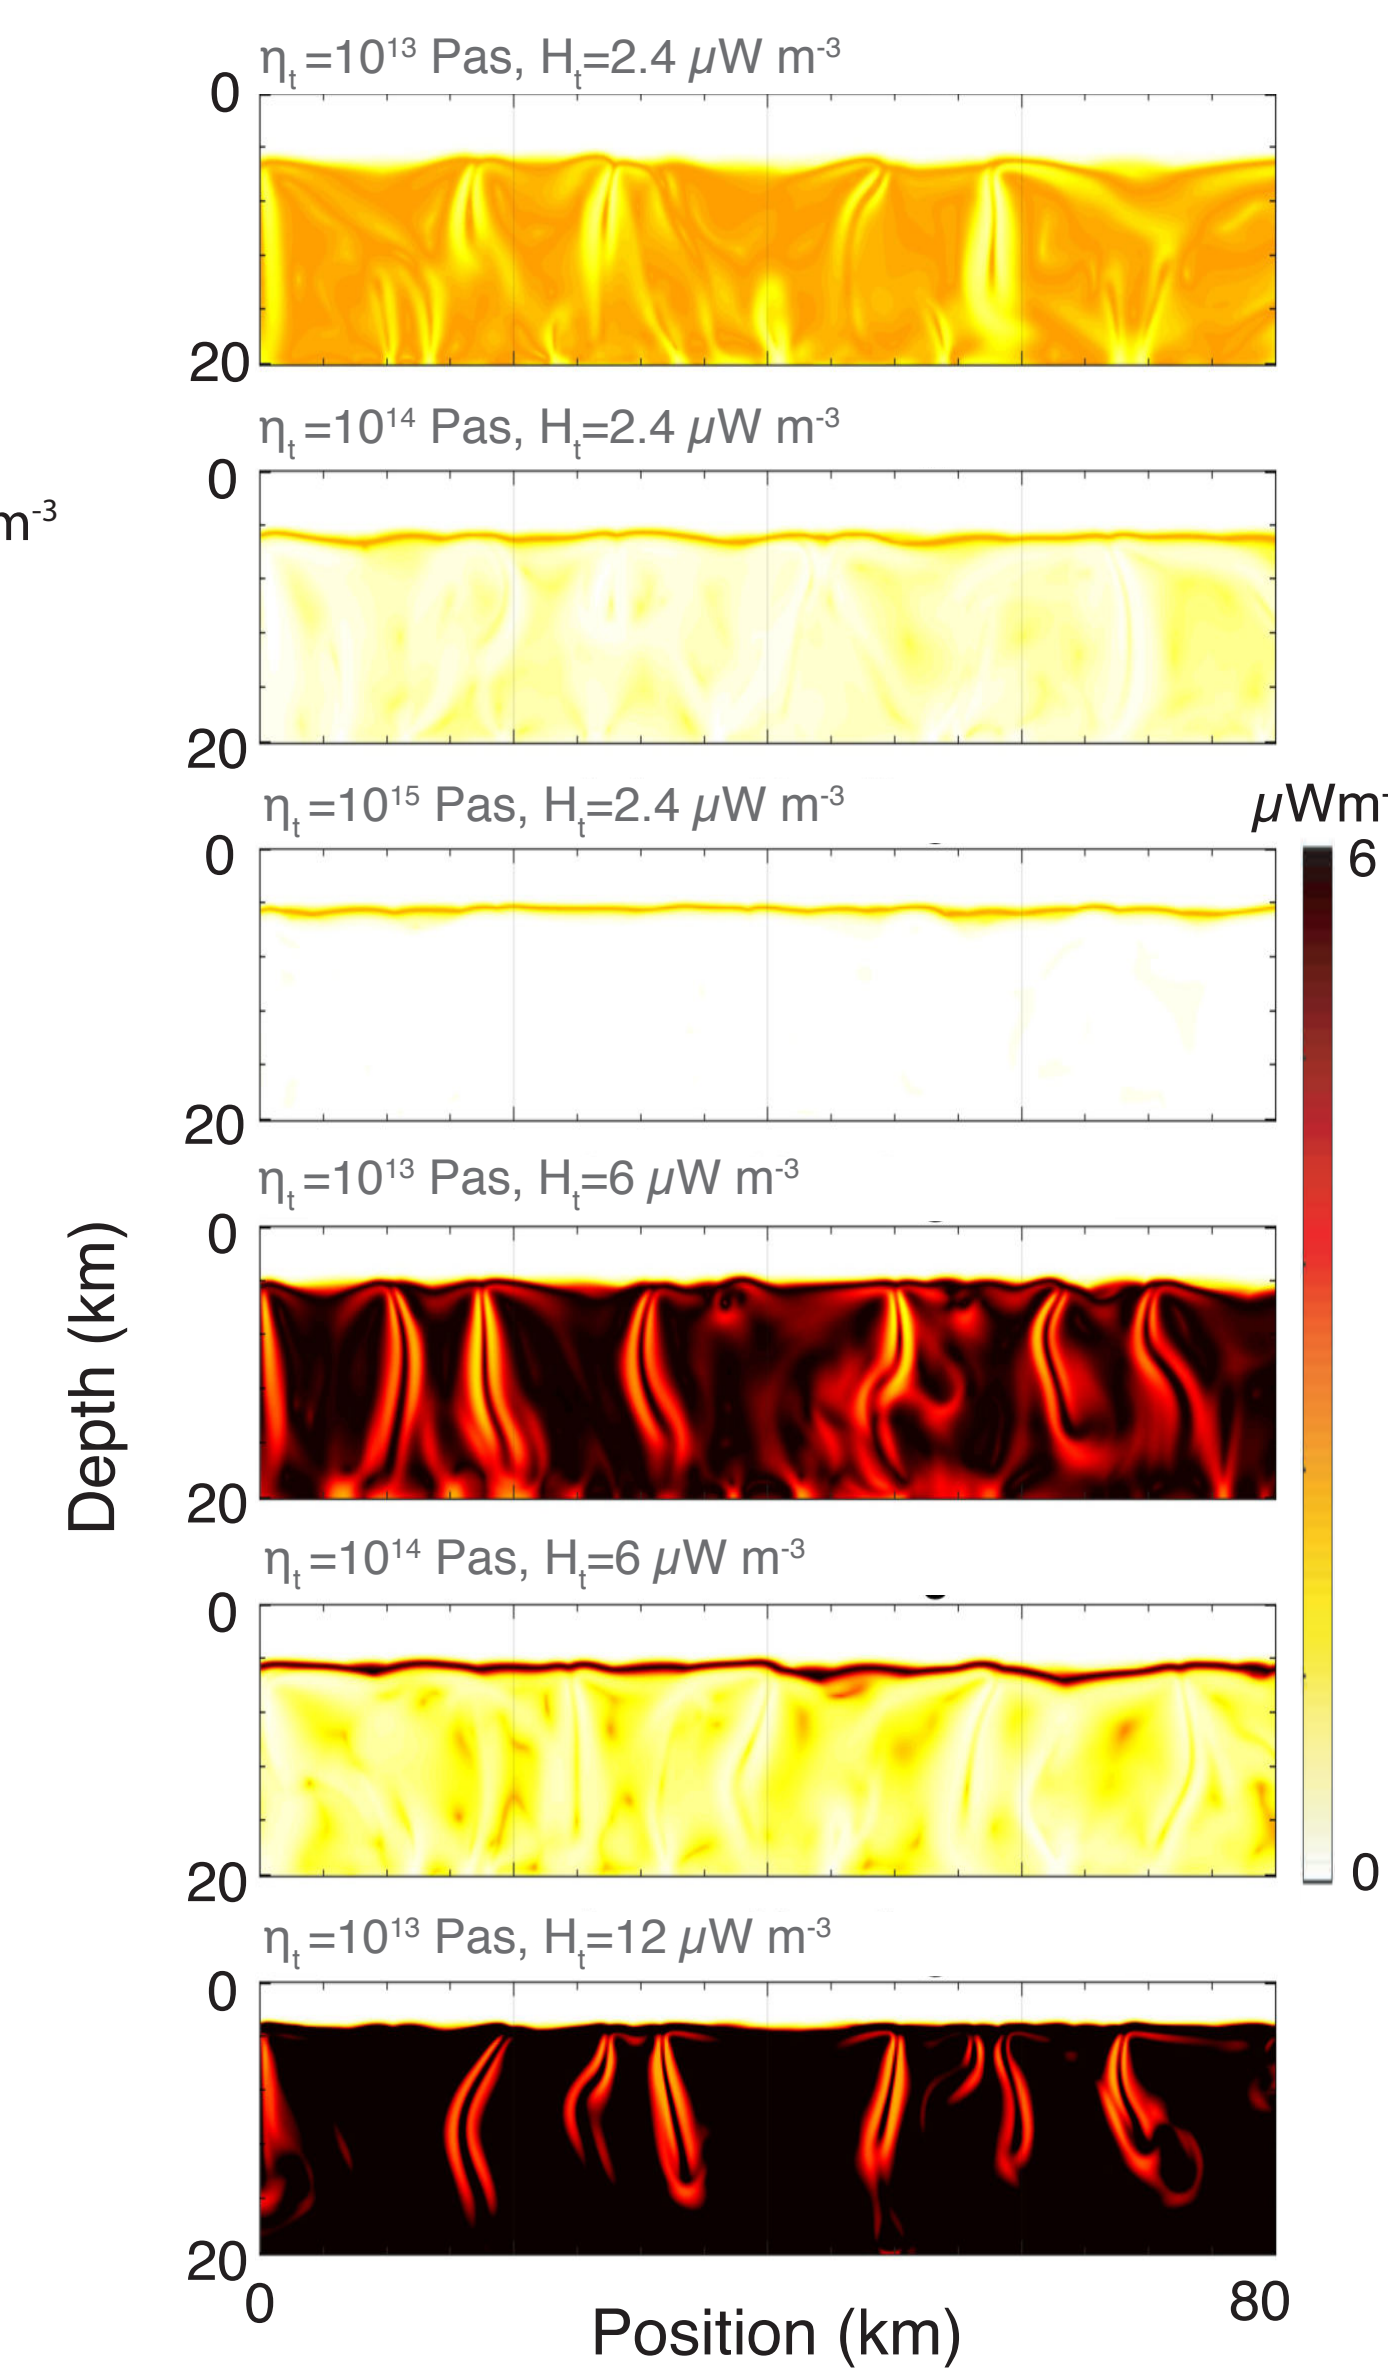 ηt=10¹³ Pas, Ht=2.4 µW m⁻³
0
20
ηt=10¹⁴ Pas, Ht=2.4 µW m⁻³
0
m⁻³
20
ηt=10¹⁵ Pas, Ht=2.4 µW m⁻³
µWm⁻
0
6
20
ηt=10¹³ Pas, Ht=6 µW m⁻³
0
Depth (km)
20
ηt=10¹⁴ Pas, Ht=6 µW m⁻³
0
0
20
ηt=10¹³ Pas, Ht=12 µW m⁻³
0
20
0
80
Position (km)